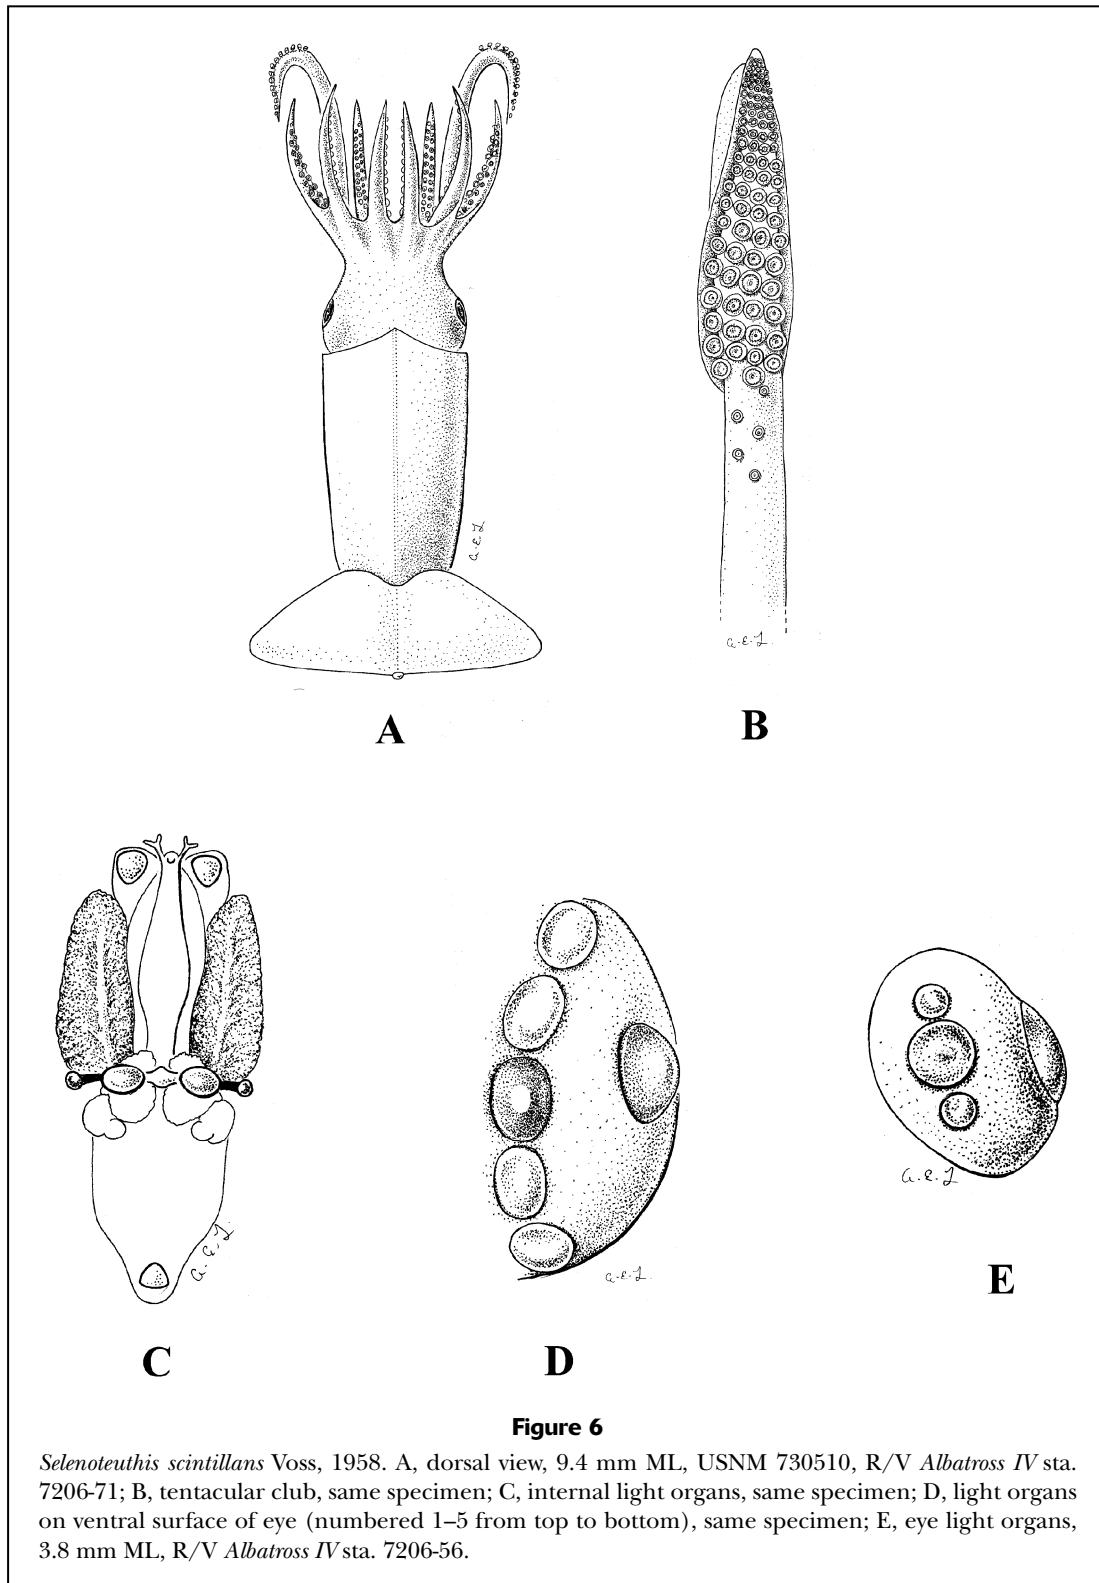 a.E.L
a.E.L
A
B
a.E.L
a.E.L
a.E.L
E
C
D
Figure 6
Selenoteuthis scintillans Voss, 1958. A, dorsal view, 9.4 mm ML, USNM 730510, R/V Albatross IV sta.
7206-71; B, tentacular club, same specimen; C, internal light organs, same specimen; D, light organs
on ventral surface of eye (numbered 1–5 from top to bottom), same specimen; E, eye light organs,
3.8 mm ML, R/V Albatross IV sta. 7206-56.